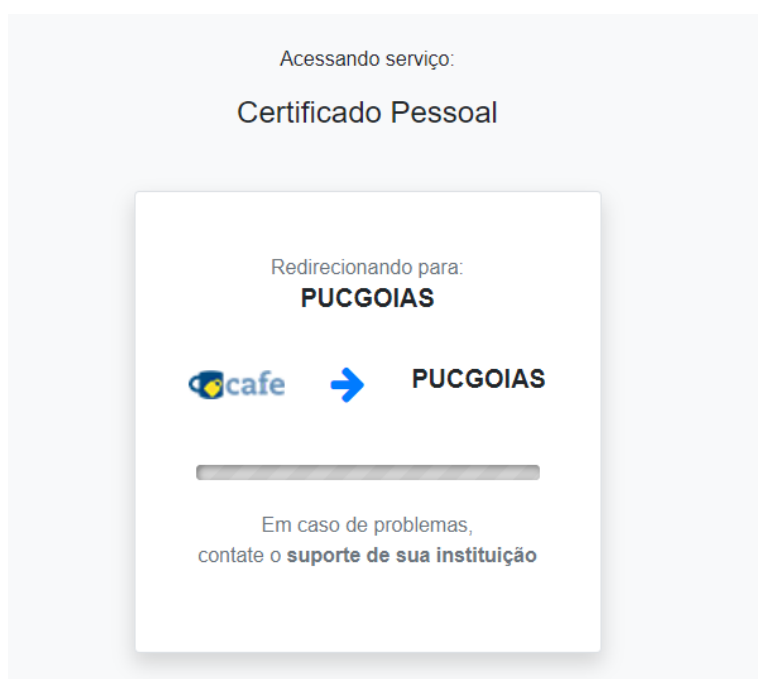 Acessando serviço:
Certificado Pessoal
Redirecionando para:
PUCGOIAS
cafe
PUCGOIAS
Em caso de problemas,
contate o suporte de sua instituição